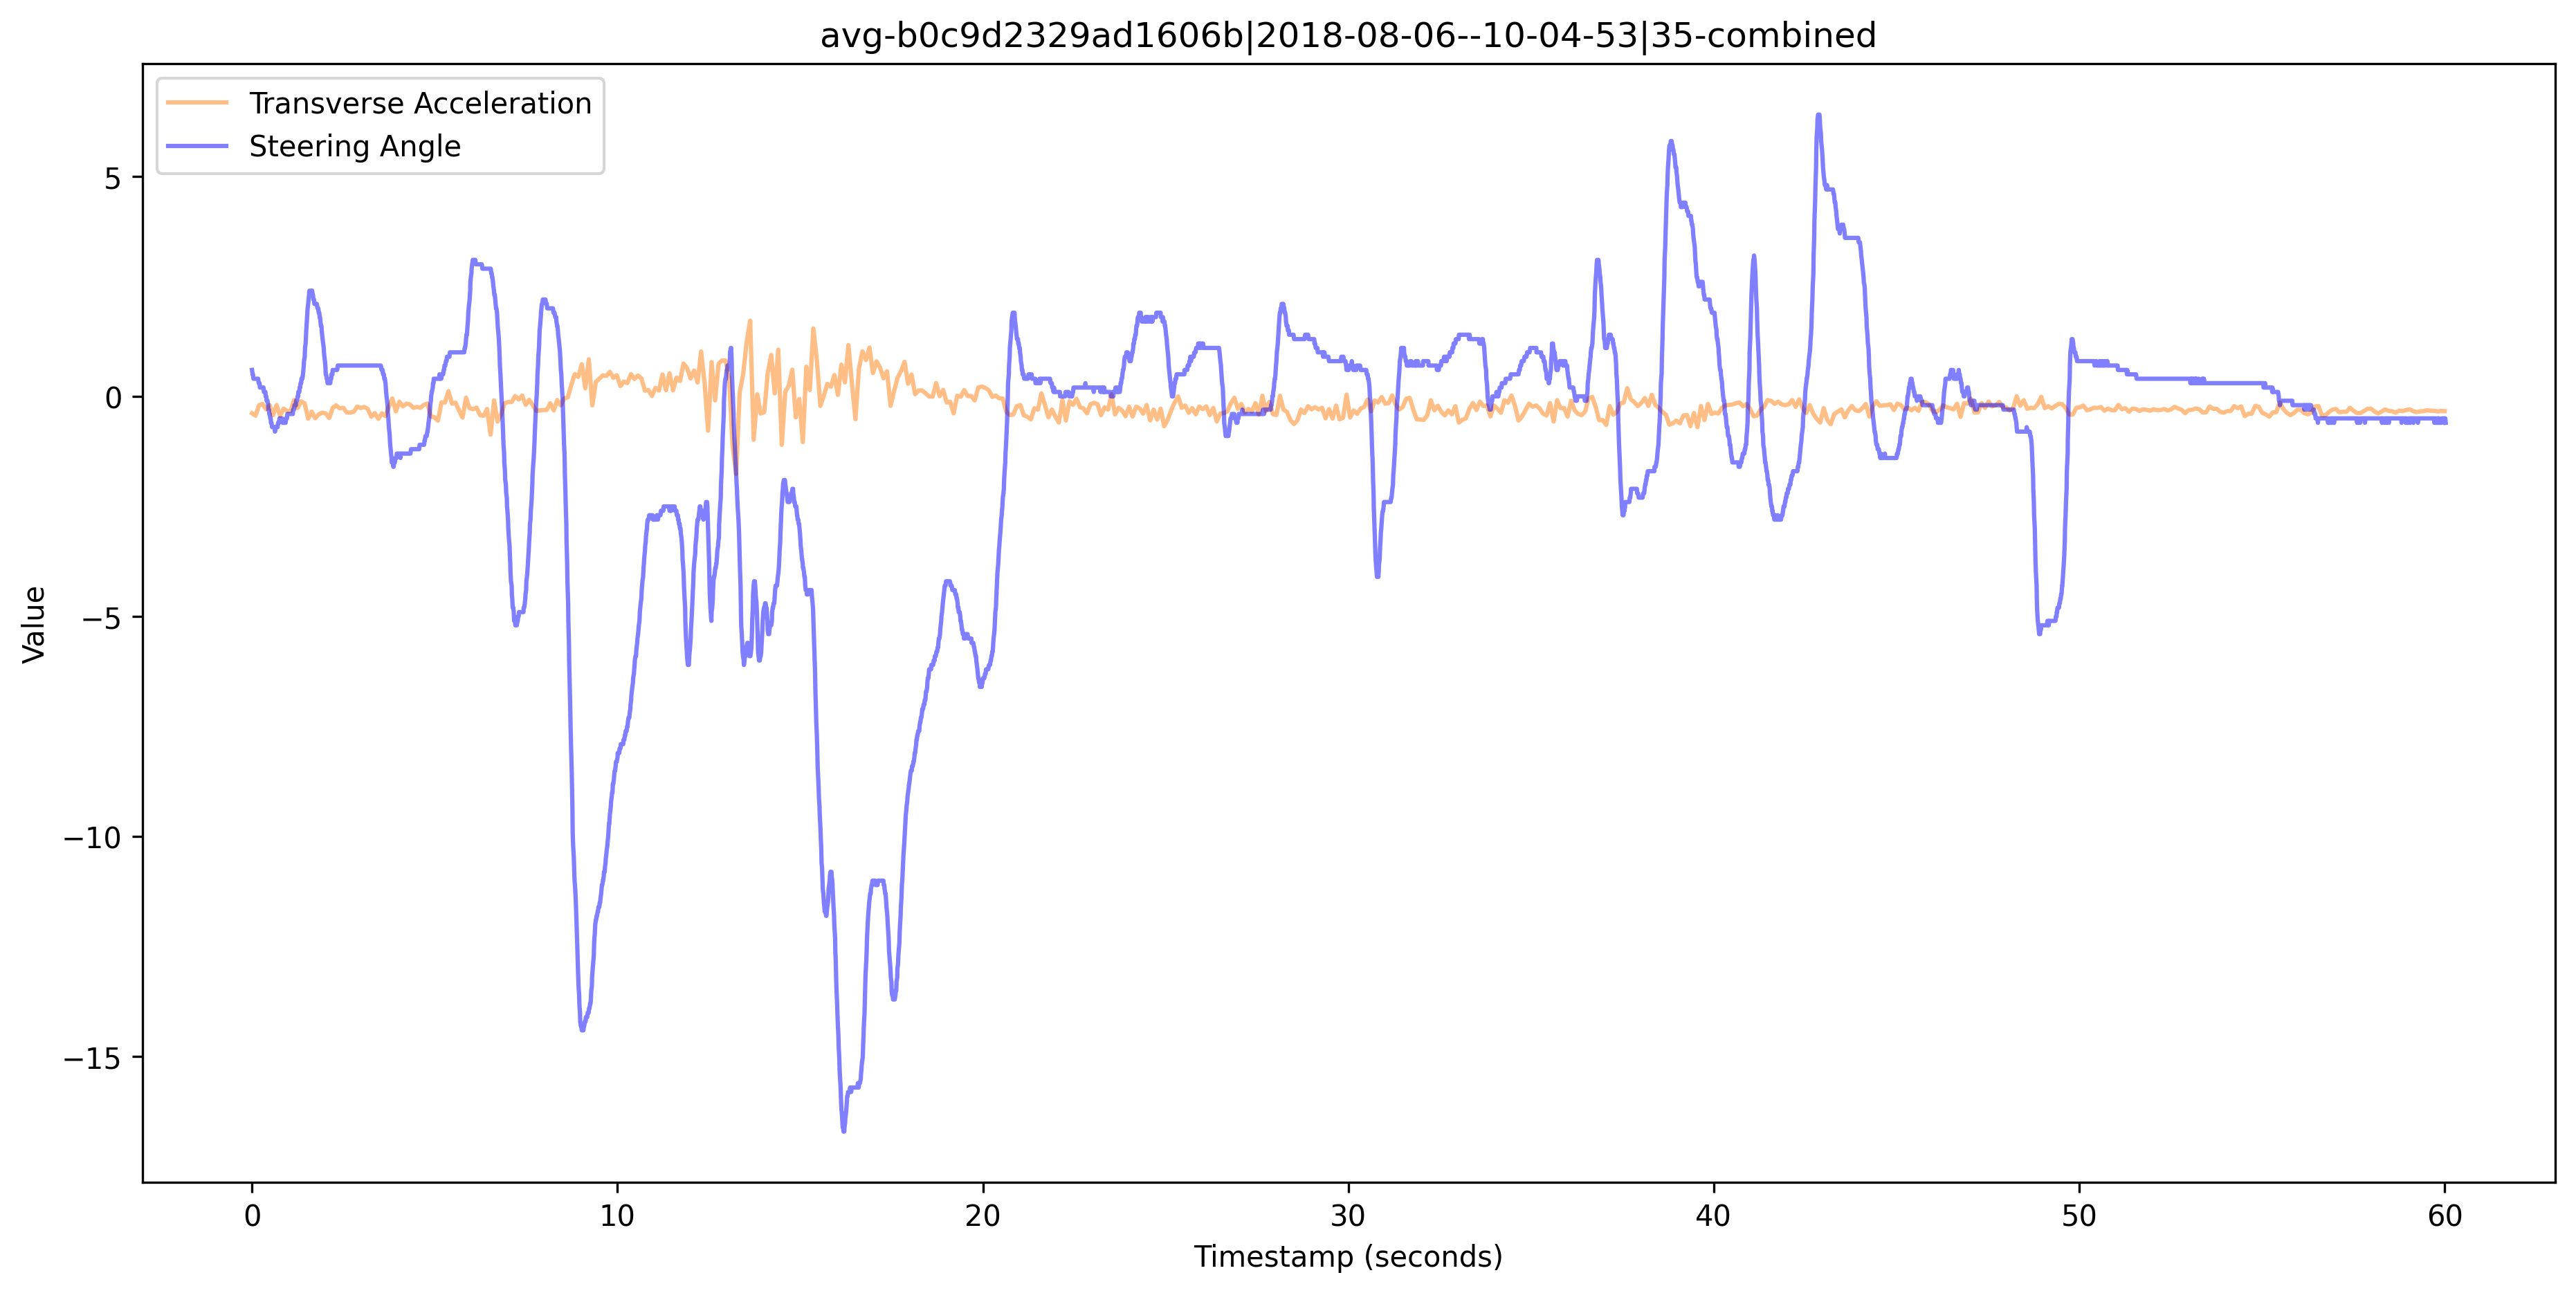 avg-b0c9d2329ad1606b|2018-08-06--10-04-53|35-combined
Transverse Acceleration
Steering Angle
Value
5
0
−5
−10
−15
0 10 20 30 40 50 60
Timestamp (seconds)